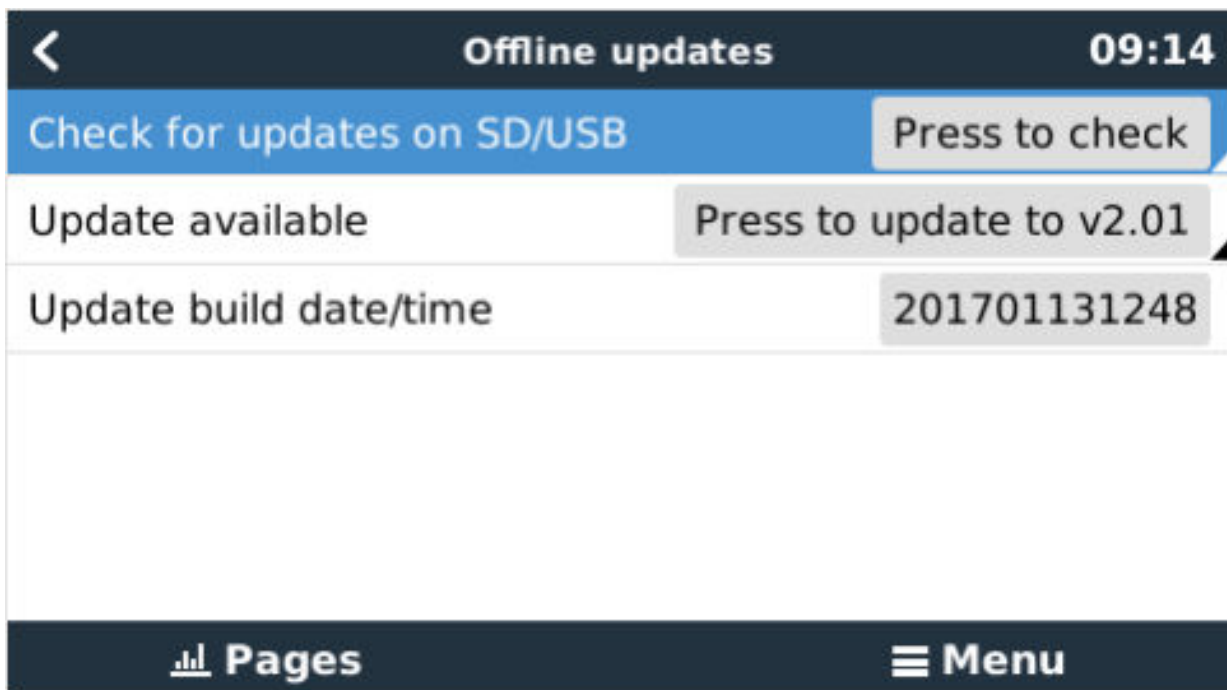 Offline updates 09:14
Check for updates on SD/USB Press to check
Update available Press to update to v2.01
Update build date/time 201701131248
Pages Menu